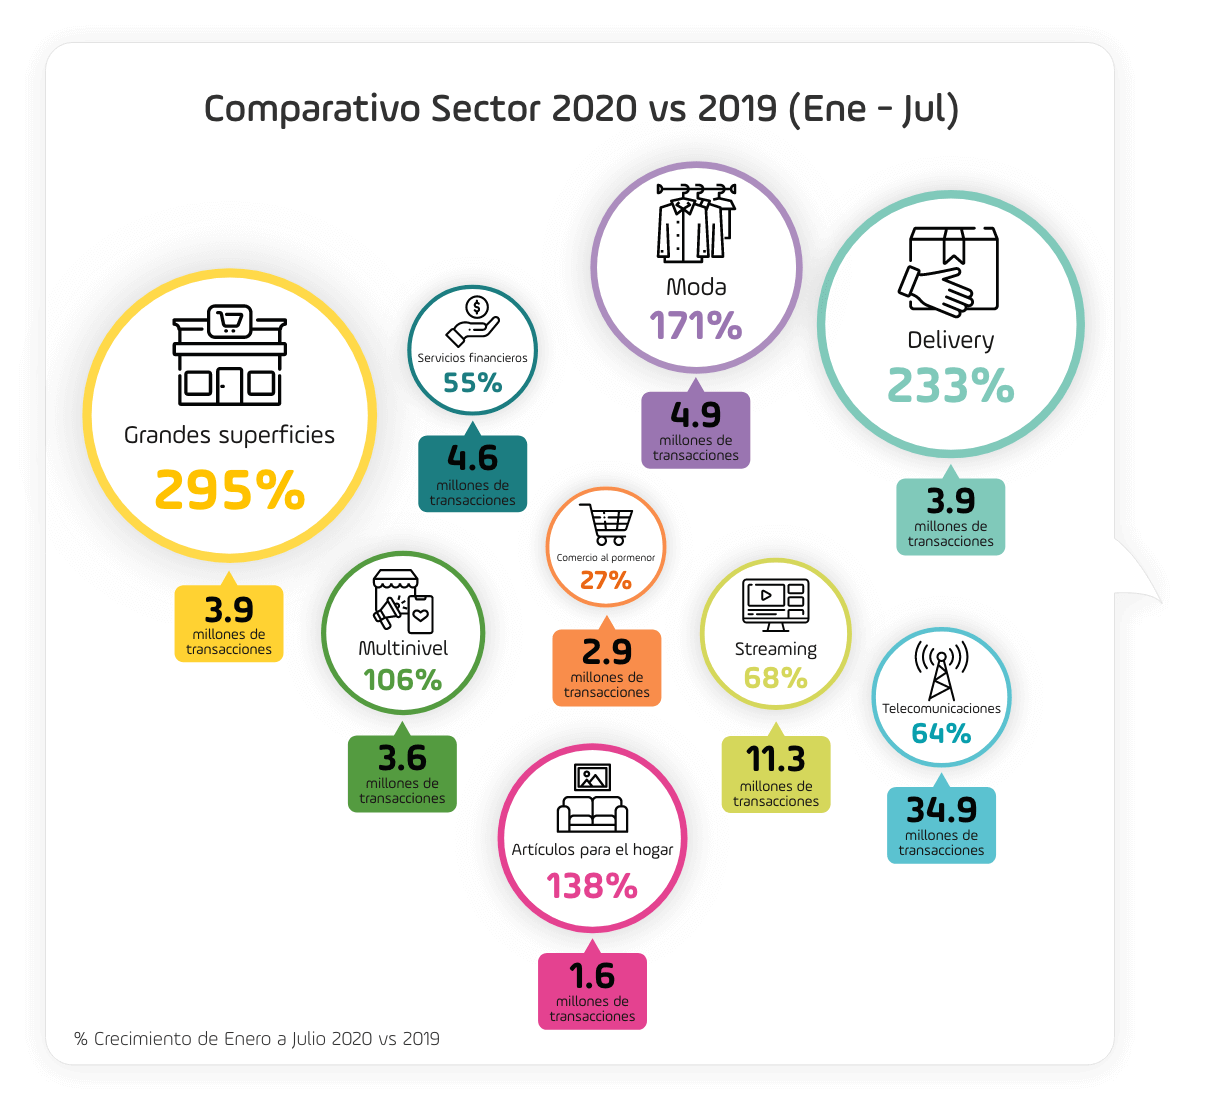 Comparativo Sector 2020 vs 2019 (Ene - Jul)
Grandes superficies
295%
3.9
millones de
transacciones
Servicios financieros
55%
4.6
millones de
transacciones
Moda
171%
4.9
millones de
transacciones
Delivery
233%
3.9
millones de
transacciones
Multinivel
106%
3.6
millones de
transacciones
Comercio al pormenor
27%
2.9
millones de
transacciones
Streaming
68%
11.3
millones de
transacciones
Telecomunicaciones
64%
34.9
millones de
transacciones
Artículos para el hogar
138%
1.6
millones de
transacciones
% Crecimiento de Enero a Julio 2020 vs 2019